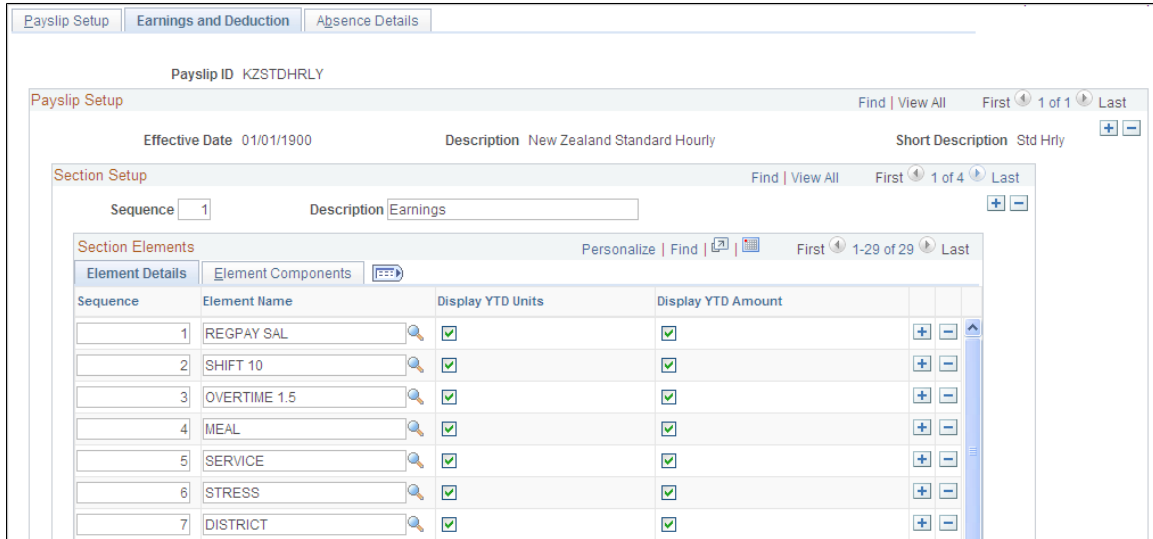 Payslip Setup Earnings and Deduction Absence Details
Payslip ID KZSTDHRLY
Payslip Setup Find | View All First 1 of 1 Last
Effective Date 01/01/1900 Description New Zealand Standard Hourly Short Description Std Hrly
Section Setup Find | View All First 1 of 4 Last
Sequence 1 Description Earnings
Section Elements Personalize | Find | | First 1-29 of 29 Last
Element Details Element Components
Sequence Element Name Display YTD Units Display YTD Amount
1 REGPAY SAL
2 SHIFT 10
3 OVERTIME 1.5
4 MEAL
5 SERVICE
6 STRESS
7 DISTRICT